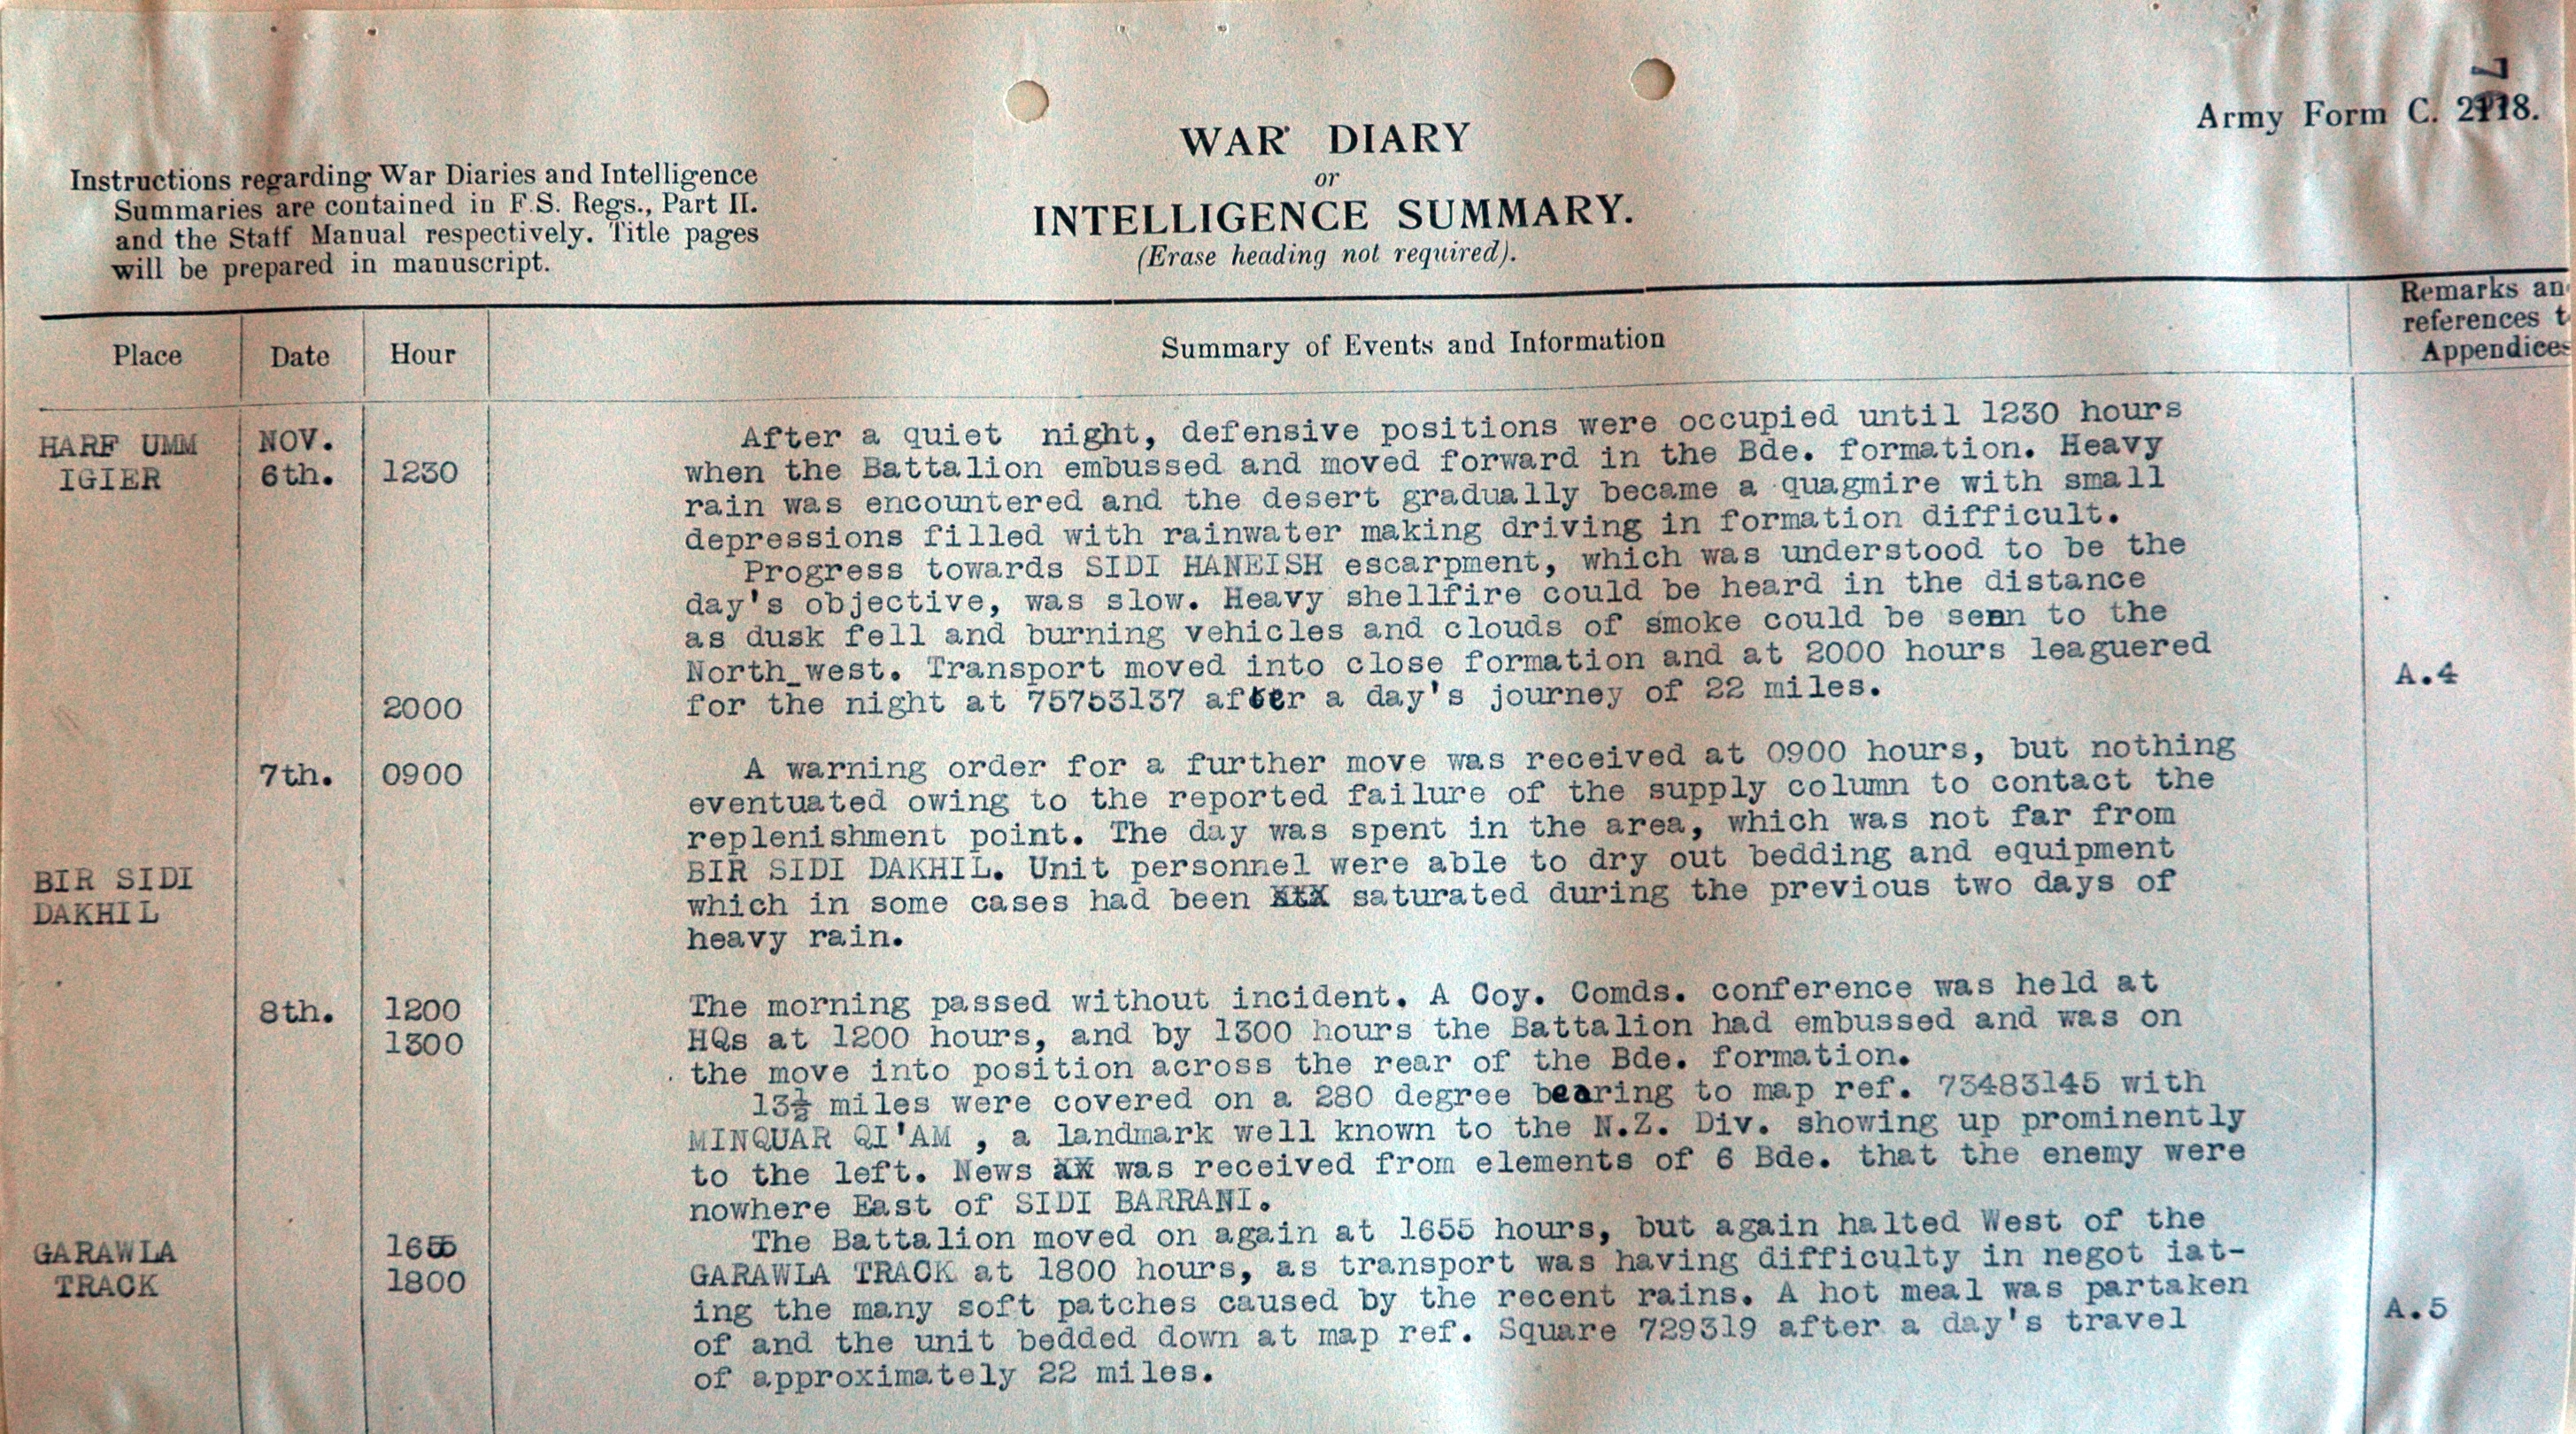 7
Army Form C. 2118.
WAR DIARY
or
INTELLIGENCE SUMMARY.
(Erase heading not required).
Instructions regarding War Diaries and Intelligence
Summaries are contained in F.S. Regs., Part II.
and the Staff Manual respectively. Title pages
will be prepared in manuscript.
Place Date Hour Summary of Events and Information
Remarks an
references t
Appendices
HARF UMM
IGIER
NOV.
6th. 1230
After a quiet night, defensive positions were occupied until 1230 hours
when the Battalion embussed and moved forward in the Bde. formation. Heavy
rain was encountered and the desert gradually became a quagmire with small
depressions filled with rainwater making driving in formation difficult.
Progress towards SIDI HANEISH escarpment, which was understood to be the
day's objective, was slow. Heavy shellfire could be heard in the distance
as dusk fell and burning vehicles and clouds of smoke could be seen to the
North_west. Transport moved into close formation and at 2000 hours leaguered
2000 for the night at 75753137 after a day's journey of 22 miles. A.4
7th. 0900 A warning order for a further move was received at 0900 hours, but nothing
eventuated owing to the reported failure of the supply column to contact the
replenishment point. The day was spent in the area, which was not far from
BIR SIDI
DAKHIL
BIR SIDI DAKHIL. Unit personnel were able to dry out bedding and equipment
which in some cases had been XXX saturated during the previous two days of
heavy rain.
8th. 1200 The morning passed without incident. A Coy. Comds. conference was held at
1300 HQs at 1200 hours, and by 1300 hours the Battalion had embussed and was on
the move into position across the rear of the Bde. formation.
13½ miles were covered on a 280 degree bearing to map ref. 73483145 with
MINQUAR QI'AM , a landmark well known to the N.Z. Div. showing up prominently
to the left. News XX was received from elements of 6 Bde. that the enemy were
nowhere East of SIDI BARRANI.
GARAWLA
TRACK
1655 The Battalion moved on again at 1655 hours, but again halted West of the
1800 GARAWLA TRACK at 1800 hours, as transport was having difficulty in negot iat-
ing the many soft patches caused by the recent rains. A hot meal was partaken
of and the unit bedded down at map ref. Square 729319 after a day's travel A.5
of approximately 22 miles.